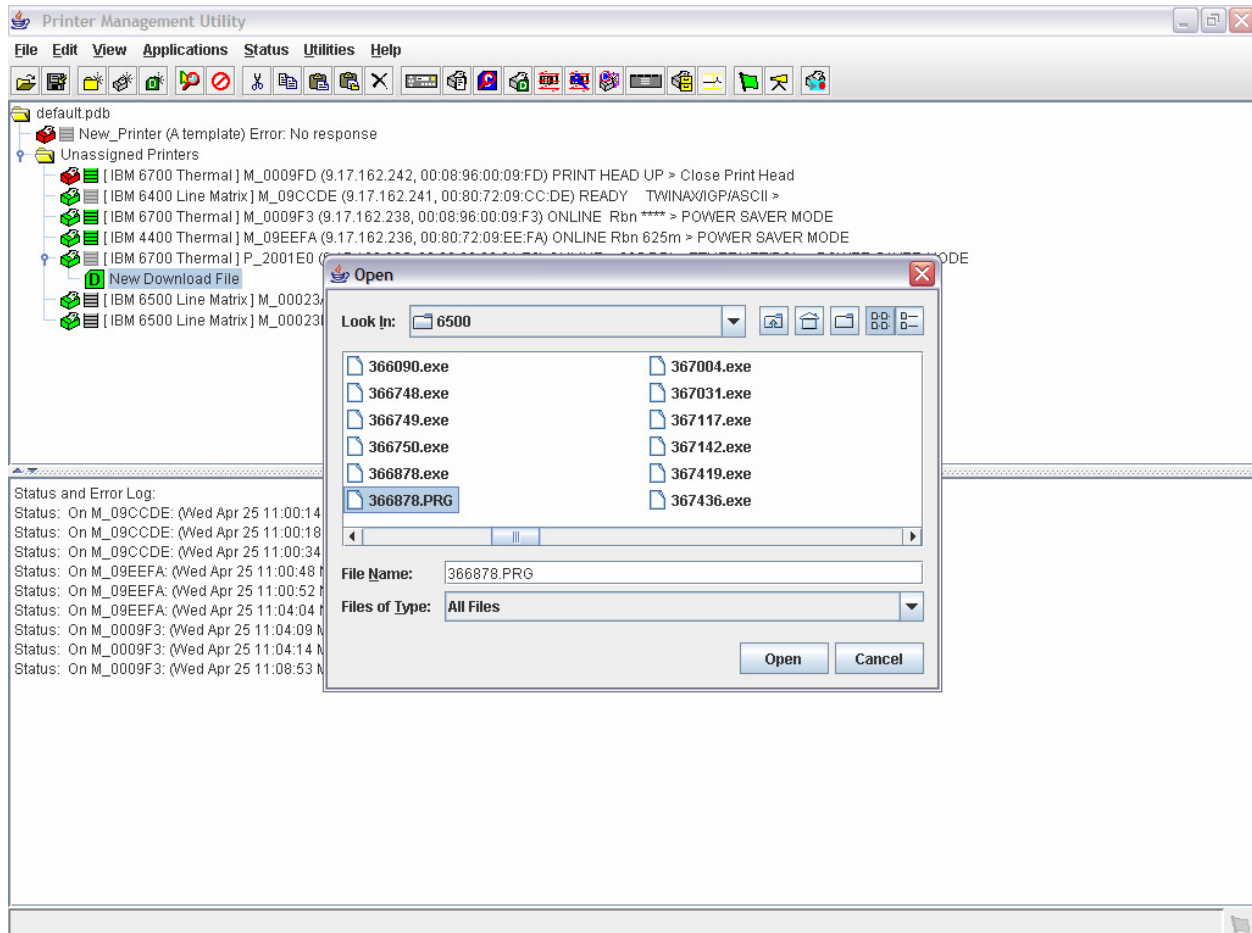 Printer Management Utility
File Edit View Applications Status Utilities Help
default.pdb
New_Printer (A template) Error: No response
Unassigned Printers
[ IBM 6700 Thermal ] M_0009FD (9.17.162.242, 00:08:96:00:09:FD) PRINT HEAD UP > Close Print Head
[ IBM 6400 Line Matrix ] M_09CCDE (9.17.162.241, 00:80:72:09:CC:DE) READY TWINAX/IGP/ASCII >
[ IBM 6700 Thermal ] M_0009F3 (9.17.162.238, 00:08:96:00:09:F3) ONLINE Rbn **** > POWER SAVER MODE
[ IBM 4400 Thermal ] M_09EEFA (9.17.162.236, 00:80:72:09:EE:FA) ONLINE Rbn 625m > POWER SAVER MODE
[ IBM 6700 Thermal ] P_2001E0
D New Download File
[ IBM 6500 Line Matrix ]
[ IBM 6500 Line Matrix ]
Open
Look In: 6500
366090.exe 367004.exe
366748.exe 367031.exe
366749.exe 367117.exe
366750.exe 367142.exe
366878.exe 367419.exe
366878.PRG 367436.exe
File Name: 366878.PRG
Files of Type: All Files
Open Cancel
Status and Error Log:
Status: On M_09CCDE: (Wed Apr 25 11:00:14
Status: On M_09CCDE: (Wed Apr 25 11:00:18
Status: On M_09CCDE: (Wed Apr 25 11:00:34
Status: On M_09EEFA: (Wed Apr 25 11:00:48
Status: On M_09EEFA: (Wed Apr 25 11:00:52
Status: On M_09EEFA: (Wed Apr 25 11:04:04
Status: On M_0009F3: (Wed Apr 25 11:04:09
Status: On M_0009F3: (Wed Apr 25 11:04:14
Status: On M_0009F3: (Wed Apr 25 11:08:53